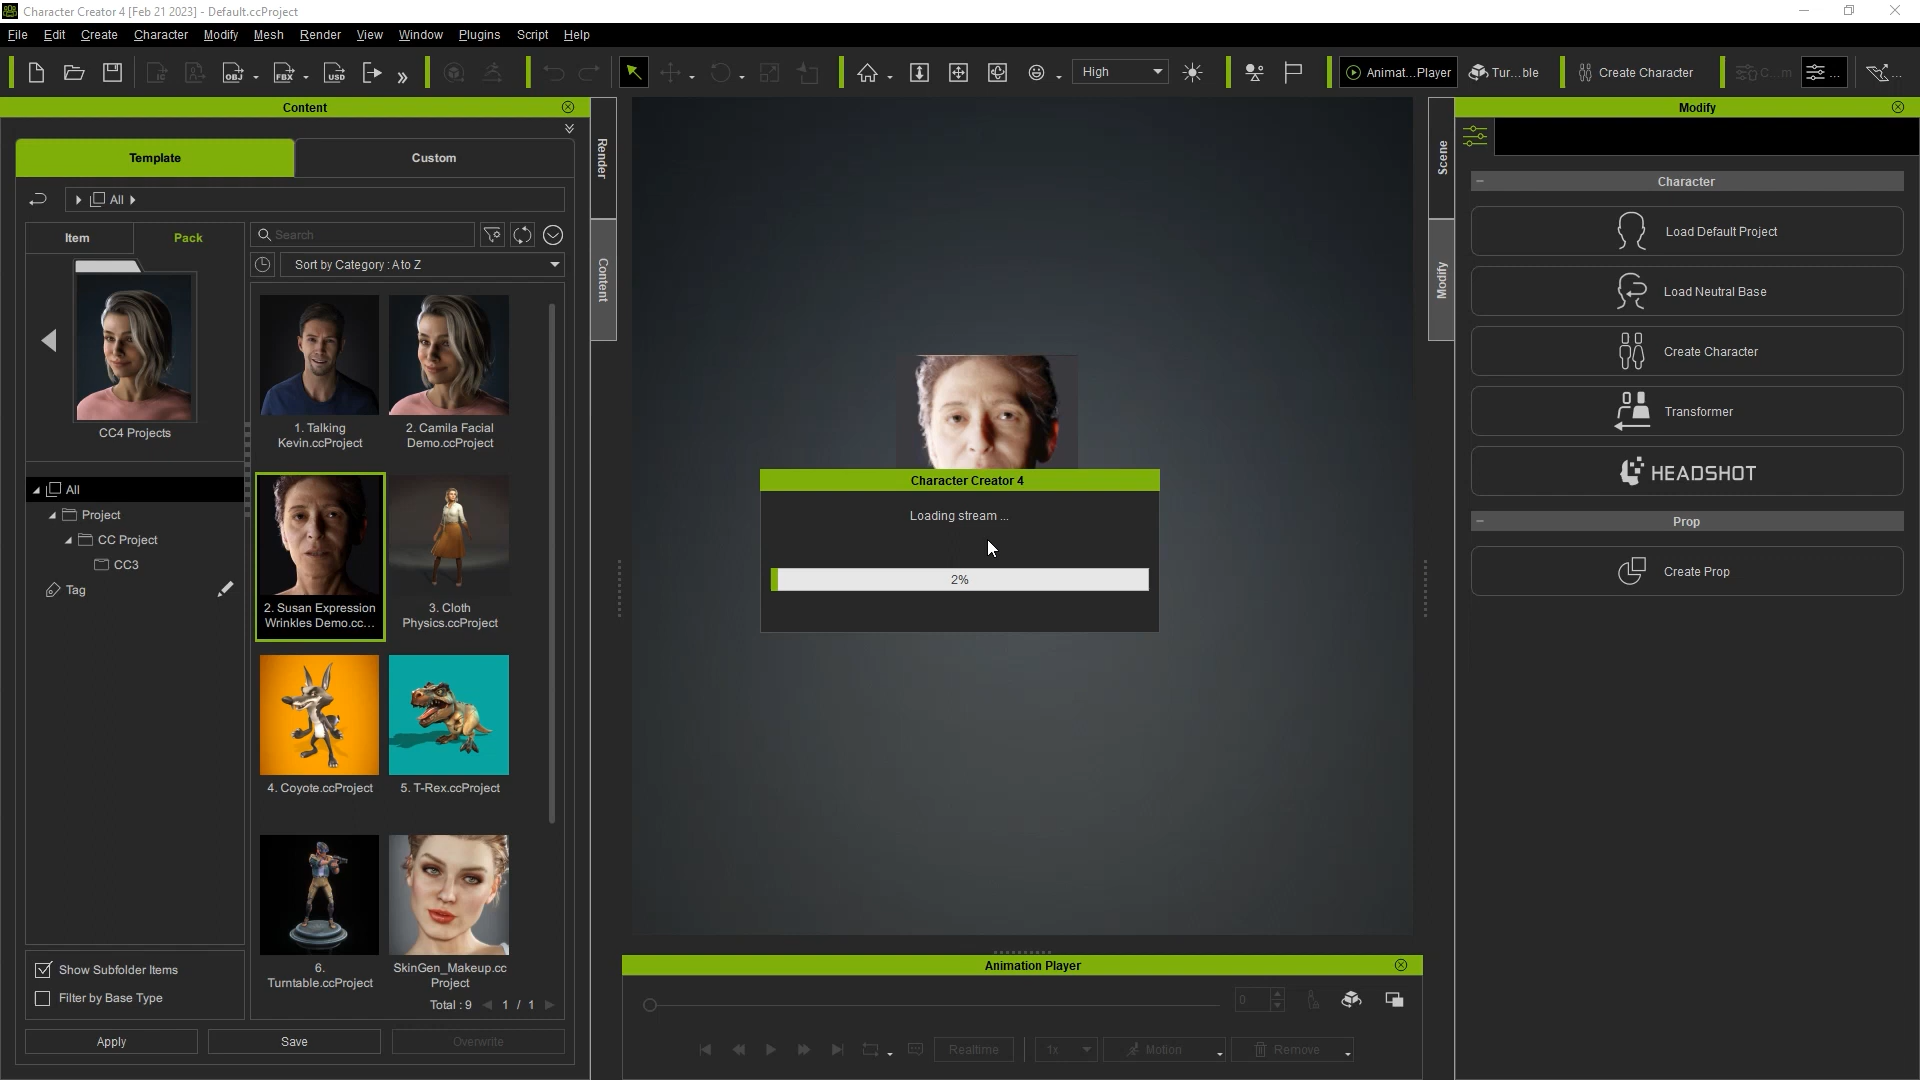 Character Creator 4 [Feb 21 2023] - Default.ccProject
File Edit Create Character Modify Mesh Render View Window Plugins Script Help
OBJ FBX USD High Animat...Player Tur...ble Create Character C...m ...
Content
Template Custom
All
Item Pack
Search
Sort by Category : A to Z
CC4 Projects
All
Project
CC Project
CC3
Tag
1. Talking
Kevin.ccProject
2. Camila Facial
Demo.ccProject
2. Susan Expression
Wrinkles Demo.cc...
3. Cloth
Physics.ccProject
4. Coyote.ccProject
5. T-Rex.ccProject
6.
Turntable.ccProject
SkinGen_Makeup.cc
Project
Show Subfolder Items
Filter by Base Type
Total : 9 1 / 1
Apply Save Overwrite
Render
Content
Character Creator 4
Loading stream ...
2%
Animation Player
0
Realtime 1x Motion Remove
Scene
Modify
Modify
Character
Load Default Project
Load Neutral Base
Create Character
Transformer
HEADSHOT
Prop
Create Prop